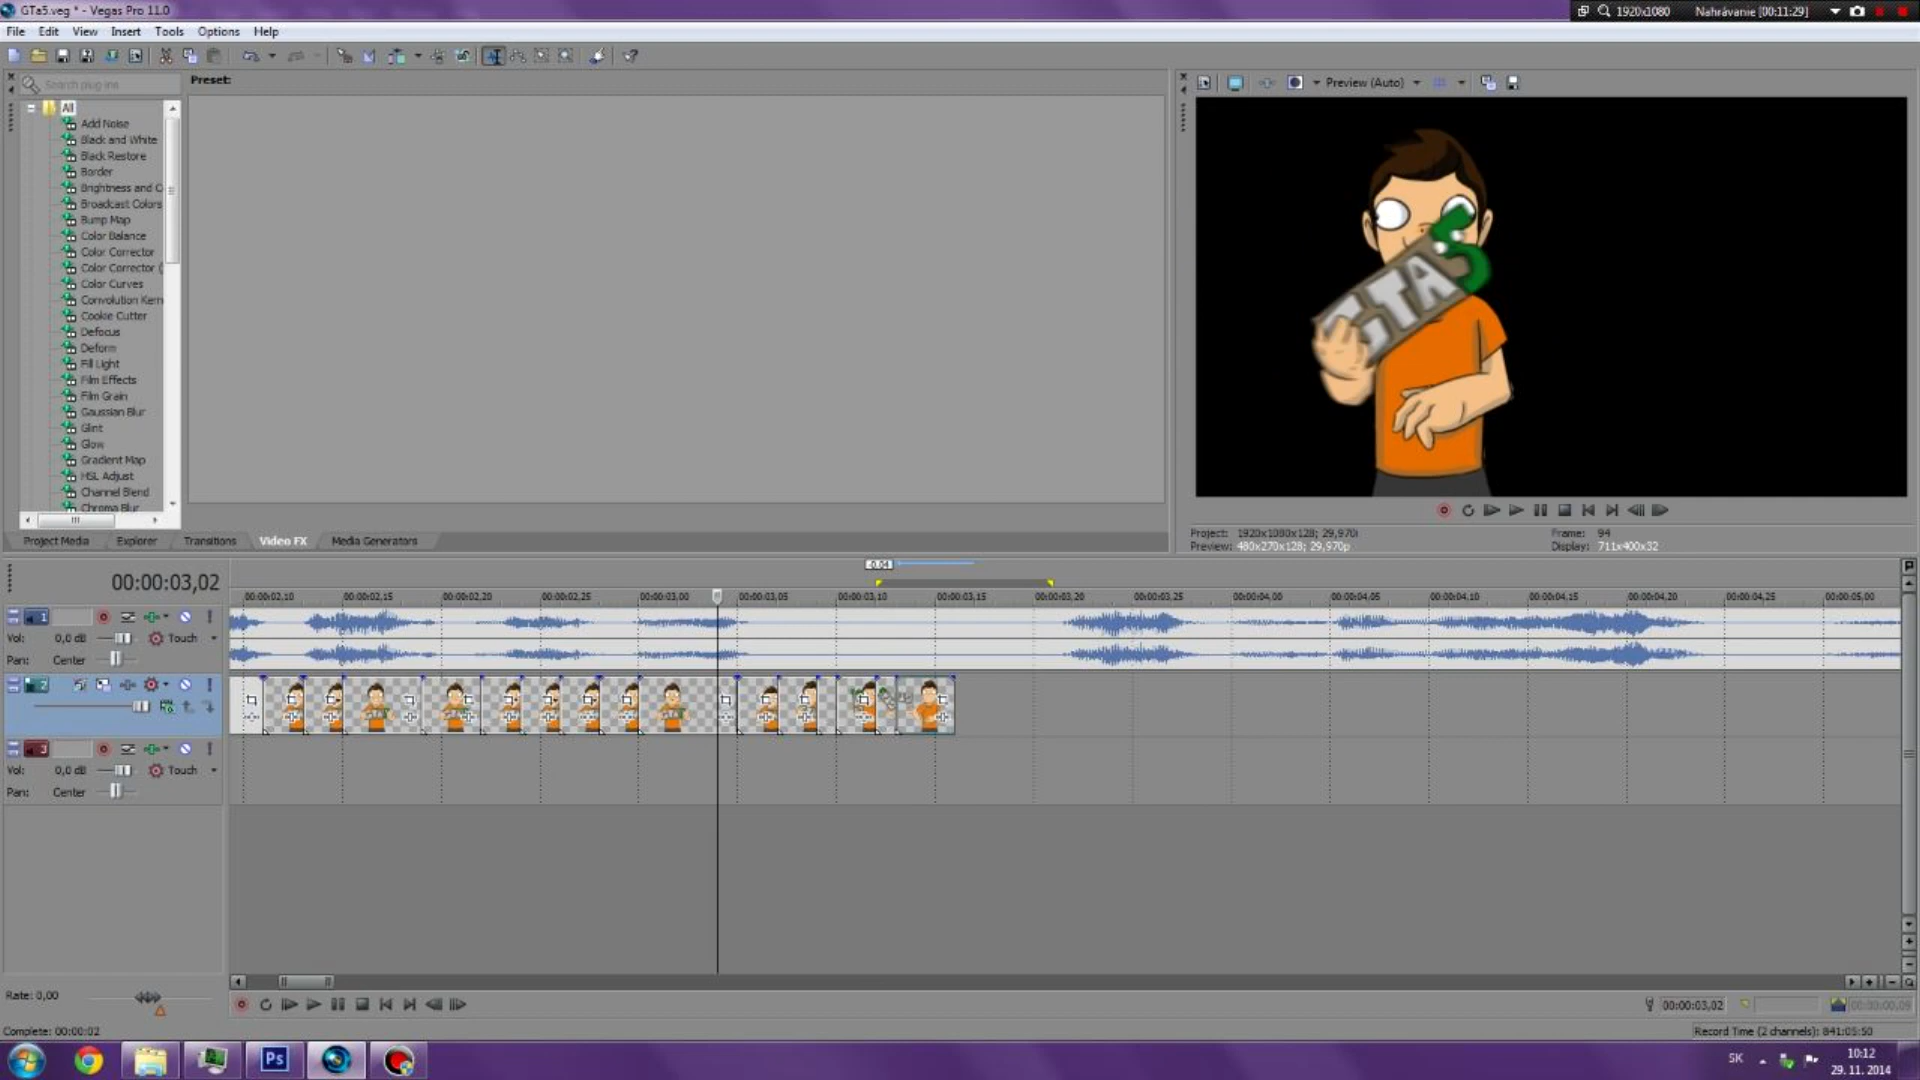 GTa5.veg * - Vegas Pro 11.0
1920x1080 Nahrávanie [00:11:29]
File Edit View Insert Tools Options Help
Search plug-ins
Preset:
Preview (Auto)
All
Add Noise
Black and White
Black Restore
Border
Brightness and C
Broadcast Colors
Bump Map
Color Balance
Color Corrector
Color Corrector (
Color Curves
Convolution Kern
Cookie Cutter
Defocus
Deform
Fill Light
Film Effects
Film Grain
Gaussian Blur
Glint
Glow
Gradient Map
HSL Adjust
Channel Blend
Chroma Blur
GTA 5
Project Media Explorer Transitions Video FX Media Generators
Project: 1920x1080x128; 29,970i
Frame: 94
Preview: 480x270x128; 29,970p
Display: 711x400x32
-0.04
00:00:03,02
00:00:02,10 00:00:02,15 00:00:02,20 00:00:02,25 00:00:03,00 00:00:03,05 00:00:03,10 00:00:03,15 00:00:03,20 00:00:03,25 00:00:04,00 00:00:04,05 00:00:04,10 00:00:04,15 00:00:04,20 00:00:04,25 00:00:05,00
1
Vol: 0,0 dB Touch
Pan: Center
2
3
Vol: 0,0 dB Touch
Pan: Center
Rate: 0,00
00:00:03,02
Complete: 00:00:02
Record Time (2 channels): 841:05:50
Ps
SK
10:12
29. 11. 2014